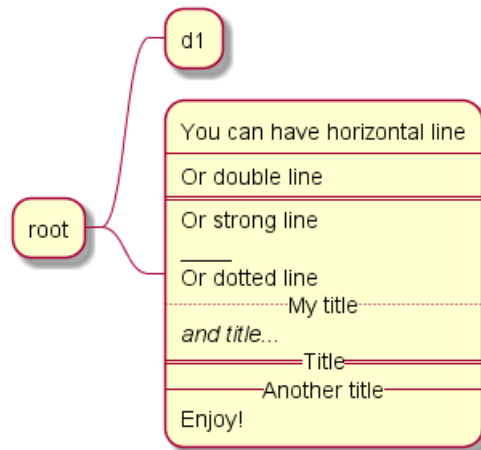 d1
root
You can have horizontal line
Or double line
Or strong line
____
Or dotted line
My title
and title...
Title
Another title
Enjoy!